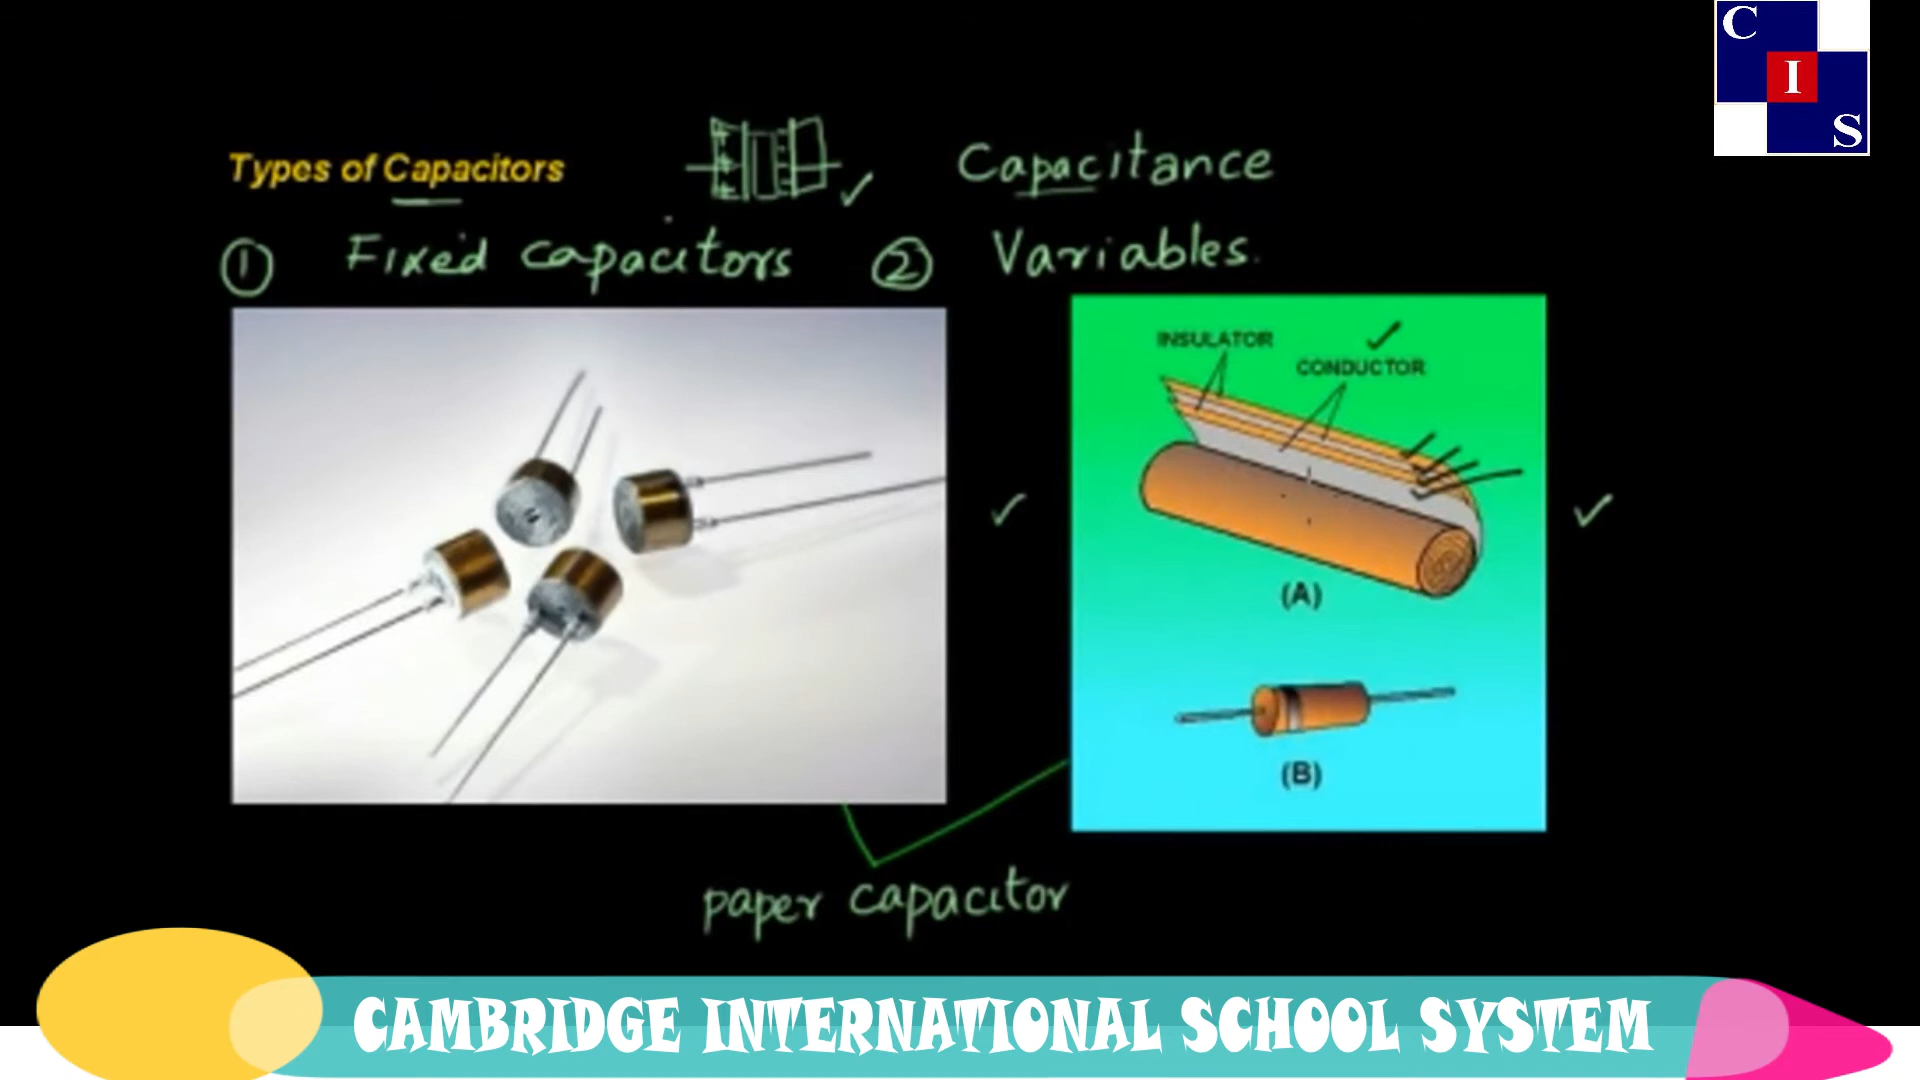 C
I
S
Types of Capacitors
Capacitance
① Fixed capacitors ② Variables.
INSULATOR
CONDUCTOR
(A)
(B)
paper capacitor
CAMBRIDGE INTERNATIONAL SCHOOL SYSTEM